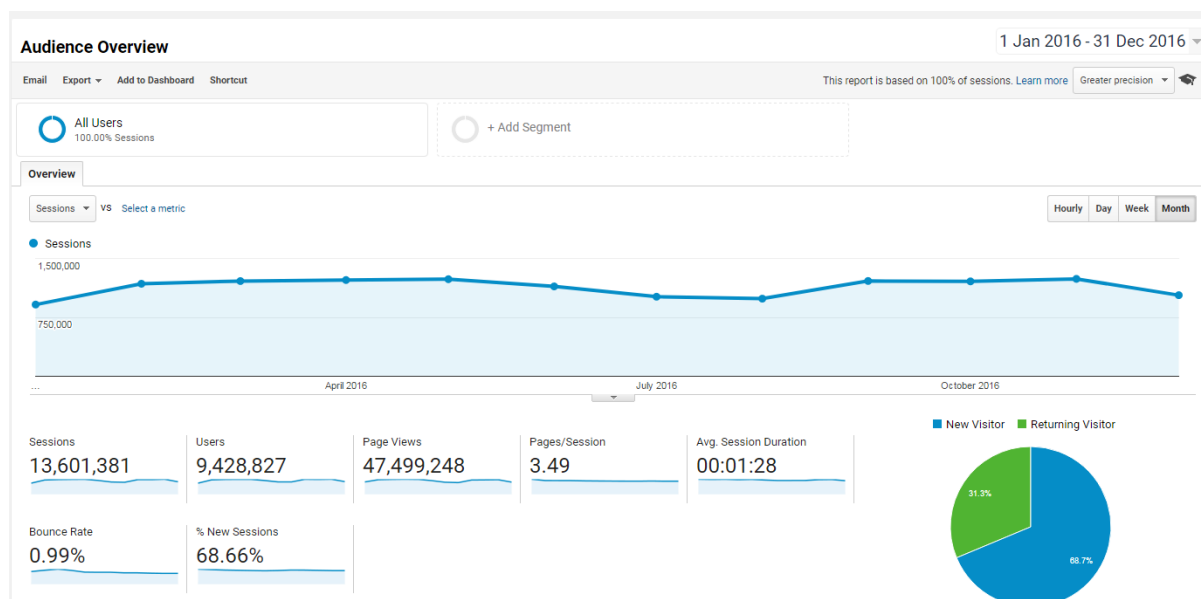 Audience Overview
1 Jan 2016 - 31 Dec 2016
Email Export Add to Dashboard Shortcut
This report is based on 100% of sessions. Learn more Greater precision
All Users
100.00% Sessions
+ Add Segment
Overview
Sessions VS Select a metric
Hourly Day Week Month
Sessions
1,500,000
750,000
... April 2016 July 2016 October 2016
New Visitor Returning Visitor
Sessions Users Page Views Pages/Session Avg. Session Duration
13,601,381 9,428,827 47,499,248 3.49 00:01:28
31.3%
Bounce Rate % New Sessions
0.99% 68.66%
68.7%